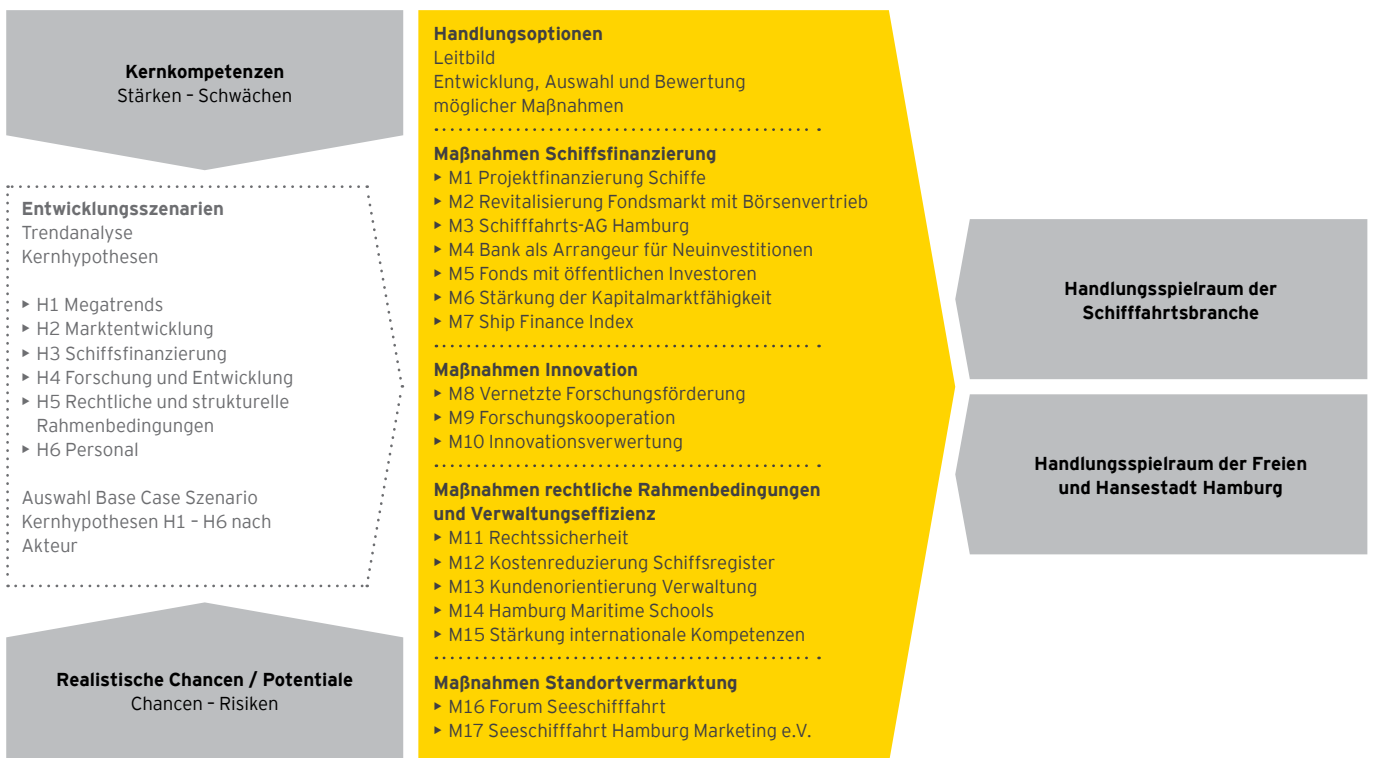 Kernkompetenzen
Stärken – Schwächen
Entwicklungsszenarien
Trendanalyse
Kernhypothesen
▸ H1 Megatrends
▸ H2 Marktentwicklung
▸ H3 Schiffsfinanzierung
▸ H4 Forschung und Entwicklung
▸ H5 Rechtliche und strukturelle
Rahmenbedingungen
▸ H6 Personal
Auswahl Base Case Szenario
Kernhypothesen H1 – H6 nach
Akteur
Realistische Chancen / Potentiale
Chancen – Risiken
Handlungsoptionen
Leitbild
Entwicklung, Auswahl und Bewertung
möglicher Maßnahmen
Maßnahmen Schiffsfinanzierung
▸ M1 Projektfinanzierung Schiffe
▸ M2 Revitalisierung Fondsmarkt mit Börsenvertrieb
▸ M3 Schifffahrts-AG Hamburg
▸ M4 Bank als Arrangeur für Neuinvestitionen
▸ M5 Fonds mit öffentlichen Investoren
▸ M6 Stärkung der Kapitalmarktfähigkeit
▸ M7 Ship Finance Index
Maßnahmen Innovation
▸ M8 Vernetzte Forschungsförderung
▸ M9 Forschungskooperation
▸ M10 Innovationsverwertung
Maßnahmen rechtliche Rahmenbedingungen
und Verwaltungseffizienz
▸ M11 Rechtssicherheit
▸ M12 Kostenreduzierung Schiffsregister
▸ M13 Kundenorientierung Verwaltung
▸ M14 Hamburg Maritime Schools
▸ M15 Stärkung internationale Kompetenzen
Maßnahmen Standortvermarktung
▸ M16 Forum Seeschifffahrt
▸ M17 Seeschifffahrt Hamburg Marketing e.V.
Handlungsspielraum der
Schifffahrtsbranche
Handlungsspielraum der Freien
und Hansestadt Hamburg